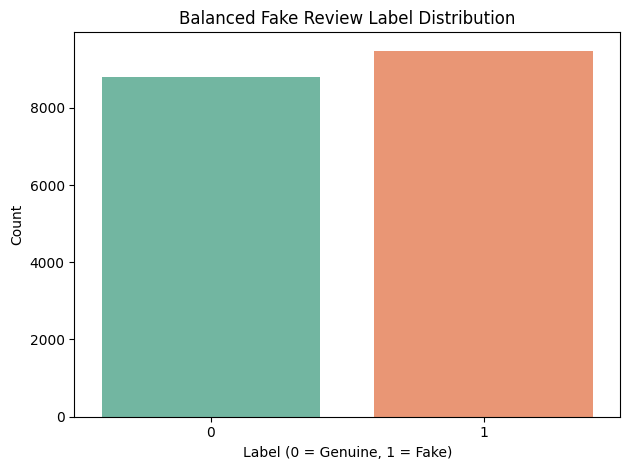 Balanced Fake Review Label Distribution
Count
8000
6000
4000
2000
0
0
1
Label (0 = Genuine, 1 = Fake)